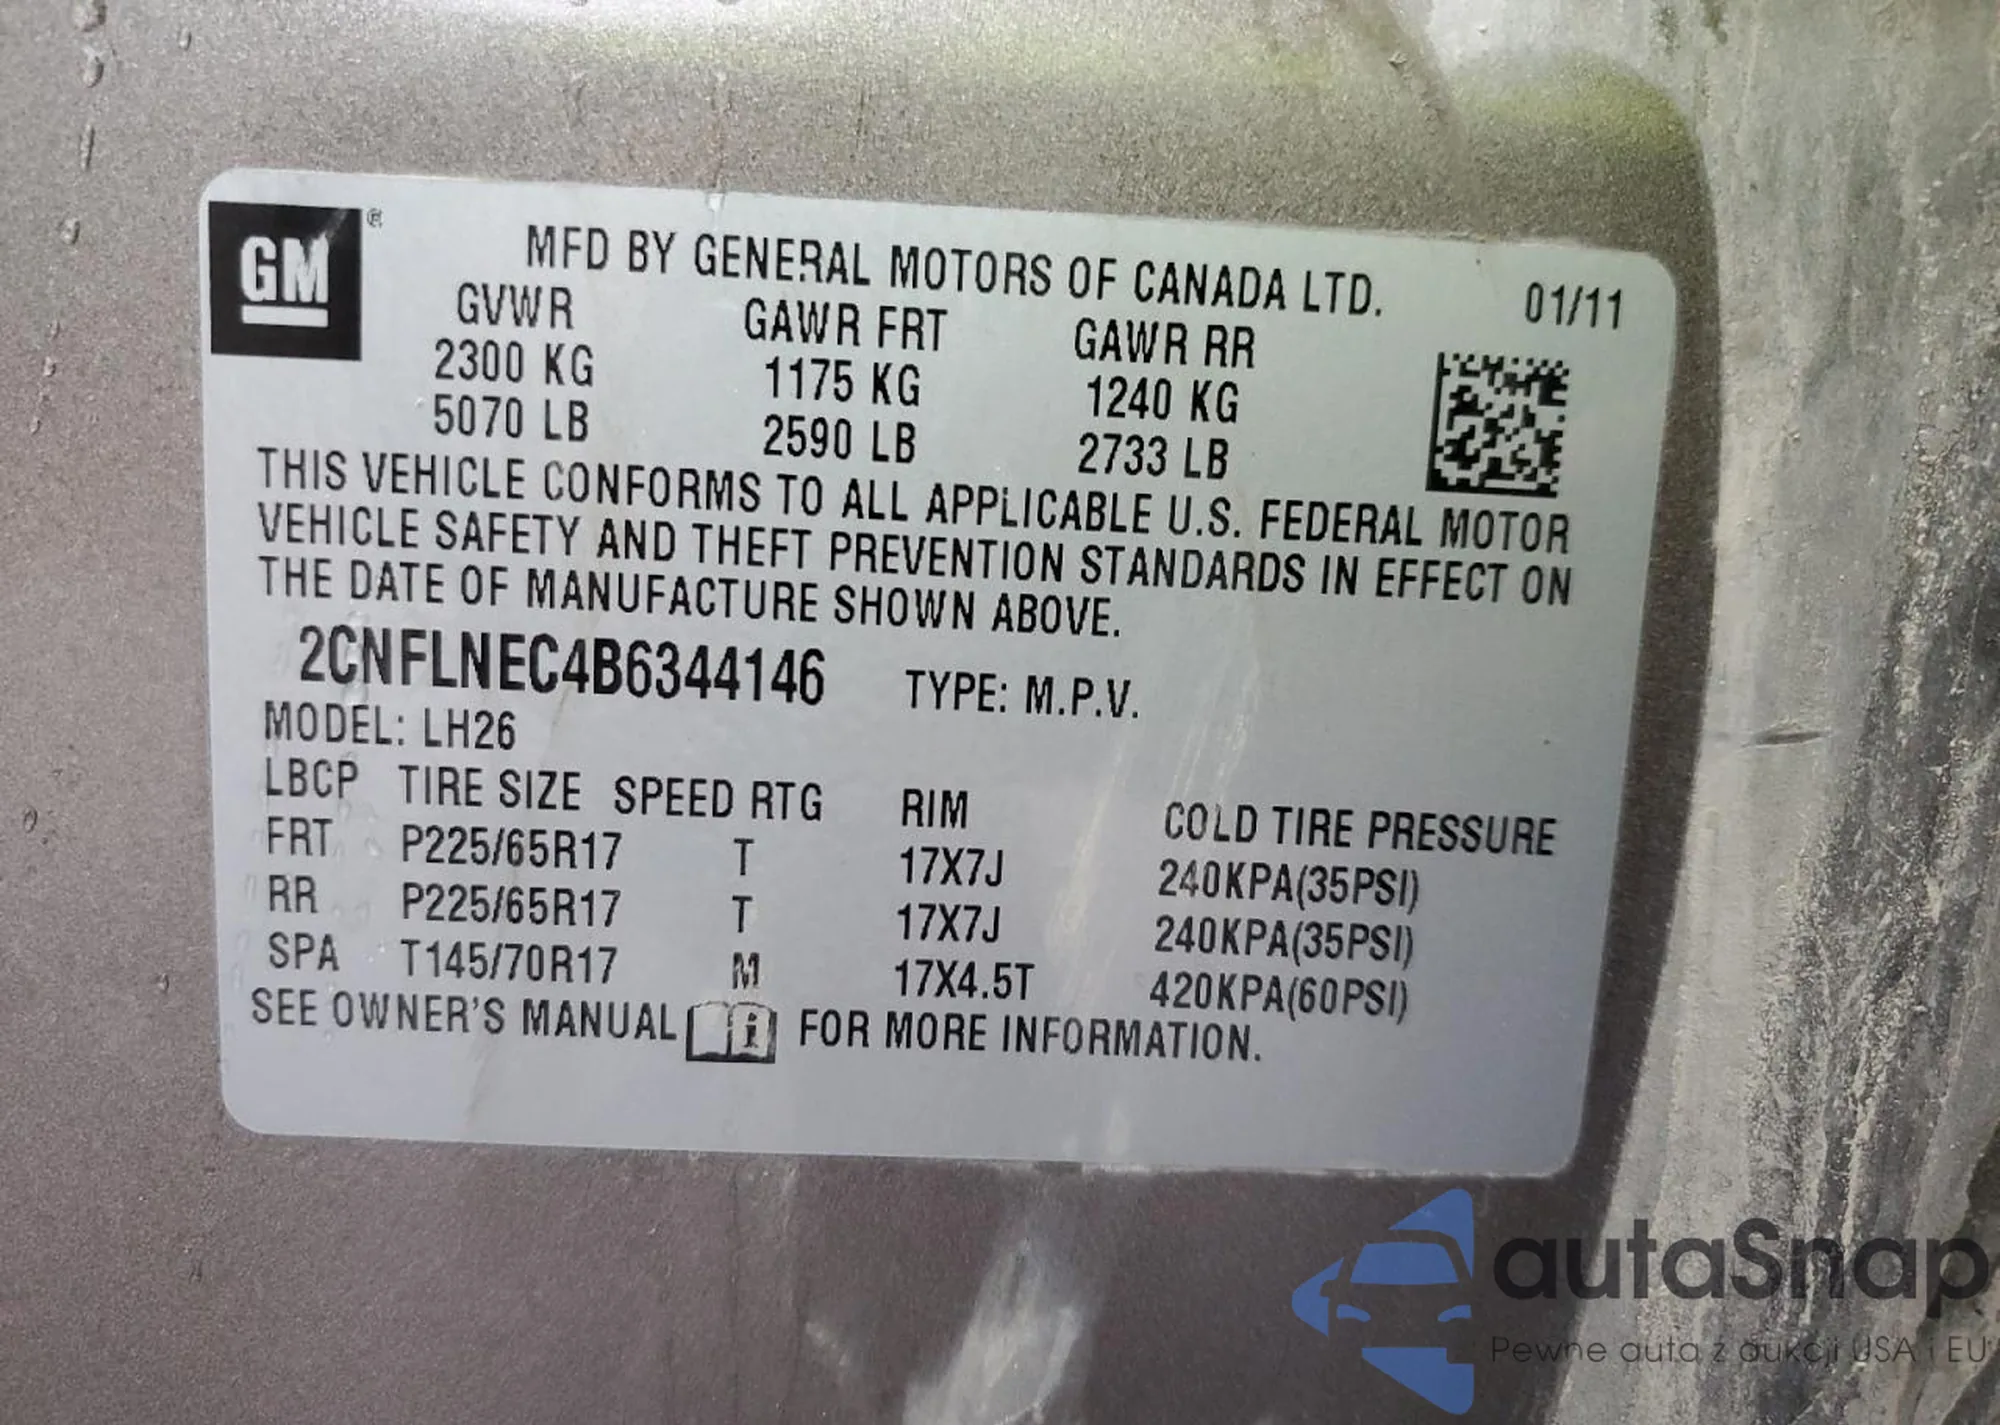 GM ®
MFD BY GENERAL MOTORS OF CANADA LTD. 01/11
GVWR GAWR FRT GAWR RR
2300 KG 1175 KG 1240 KG
5070 LB 2590 LB 2733 LB
THIS VEHICLE CONFORMS TO ALL APPLICABLE U.S. FEDERAL MOTOR
VEHICLE SAFETY AND THEFT PREVENTION STANDARDS IN EFFECT ON
THE DATE OF MANUFACTURE SHOWN ABOVE.
2CNFLNEC4B6344146 TYPE: M.P.V.
MODEL: LH26
LBCP TIRE SIZE SPEED RTG RIM COLD TIRE PRESSURE
FRT P225/65R17 T 17X7J 240KPA(35PSI)
RR P225/65R17 T 17X7J 240KPA(35PSI)
SPA T145/70R17 M 17X4.5T 420KPA(60PSI)
SEE OWNER'S MANUAL i FOR MORE INFORMATION.
autaSnap
Pewne auta z aukcji USA i EU